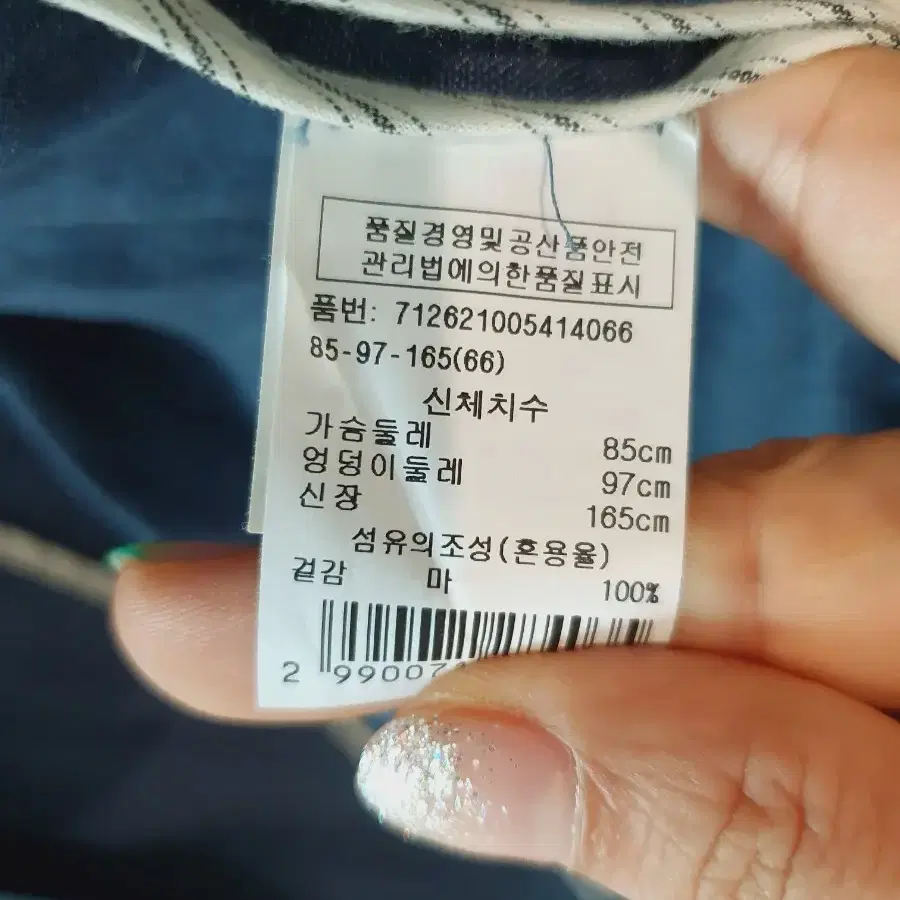 품질경영및공산품안전
관리법에의한품질표시
품번: 712621005414066
85-97-165(66)
신체치수
가슴둘레 85cm
엉덩이둘레 97cm
신장 165cm
섬유의조성(혼용율)
겉감 마 100%
2 99007